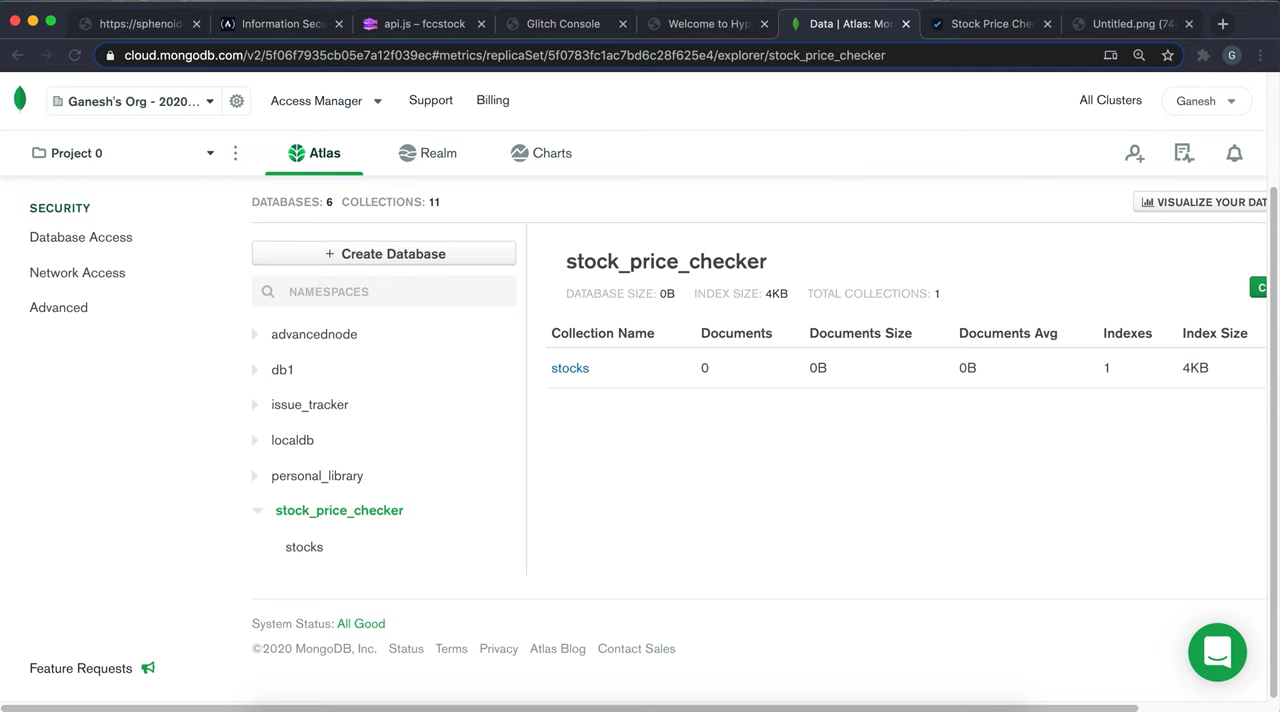 https://sphenoid
Information Secu
api.js – fccstock
Glitch Console
Welcome to Hyp
Data | Atlas: Mon
Stock Price Chec
Untitled.png (74
cloud.mongodb.com/v2/5f06f7935cb05e7a12f039ec#metrics/replicaSet/5f0783fc1ac7bd6c28f625e4/explorer/stock_price_checker
G
Ganesh's Org - 2020...
Access Manager
Support
Billing
All Clusters
Ganesh
Project 0
Atlas
Realm
Charts
SECURITY
Database Access
Network Access
Advanced
Feature Requests
DATABASES: 6 COLLECTIONS: 11
VISUALIZE YOUR DAT
+ Create Database
NAMESPACES
advancednode
db1
issue_tracker
localdb
personal_library
stock_price_checker
stocks
stock_price_checker
DATABASE SIZE: 0B INDEX SIZE: 4KB TOTAL COLLECTIONS: 1
C
Collection Name Documents Documents Size Documents Avg Indexes Index Size
stocks 0 0B 0B 1 4KB
System Status: All Good
©2020 MongoDB, Inc. Status Terms Privacy Atlas Blog Contact Sales